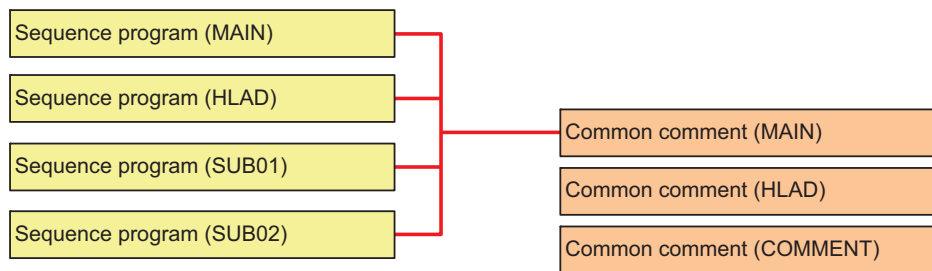 Sequence program (MAIN)
Sequence program (HLAD)
Sequence program (SUB01)
Sequence program (SUB02)
Common comment (MAIN)
Common comment (HLAD)
Common comment (COMMENT)